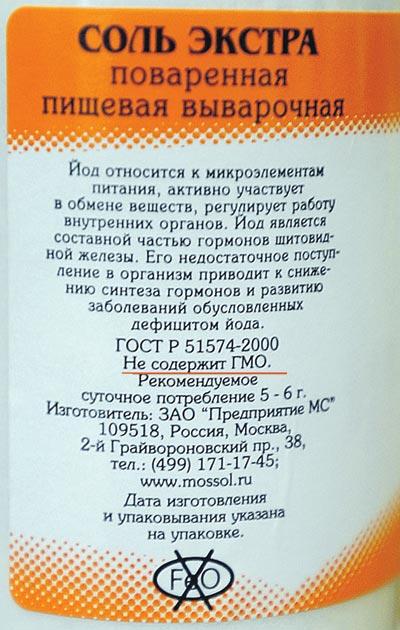 СОЛЬ ЭКСТРА
поваренная
пищевая выварочная
Йод относится к микроэлементам
питания, активно участвует
в обмене веществ, регулирует работу
внутренних органов. Йод является
составной частью гормонов щитовид-
ной железы. Его недостаточное поступ-
ление в организм приводит к сниже-
нию синтеза гормонов и развитию
заболеваний обусловленных
дефицитом йода.
ГОСТ Р 51574-2000
Не содержит ГМО.
Рекомендуемое
суточное потребление 5 - 6 г.
Изготовитель: ЗАО "Предприятие МС"
109518, Россия, Москва,
2-й Грайвороновский пр., 38,
тел.: (499) 171-17-45;
www.mossol.ru
Дата изготовления
и упаковывания указана
на упаковке.
FeO